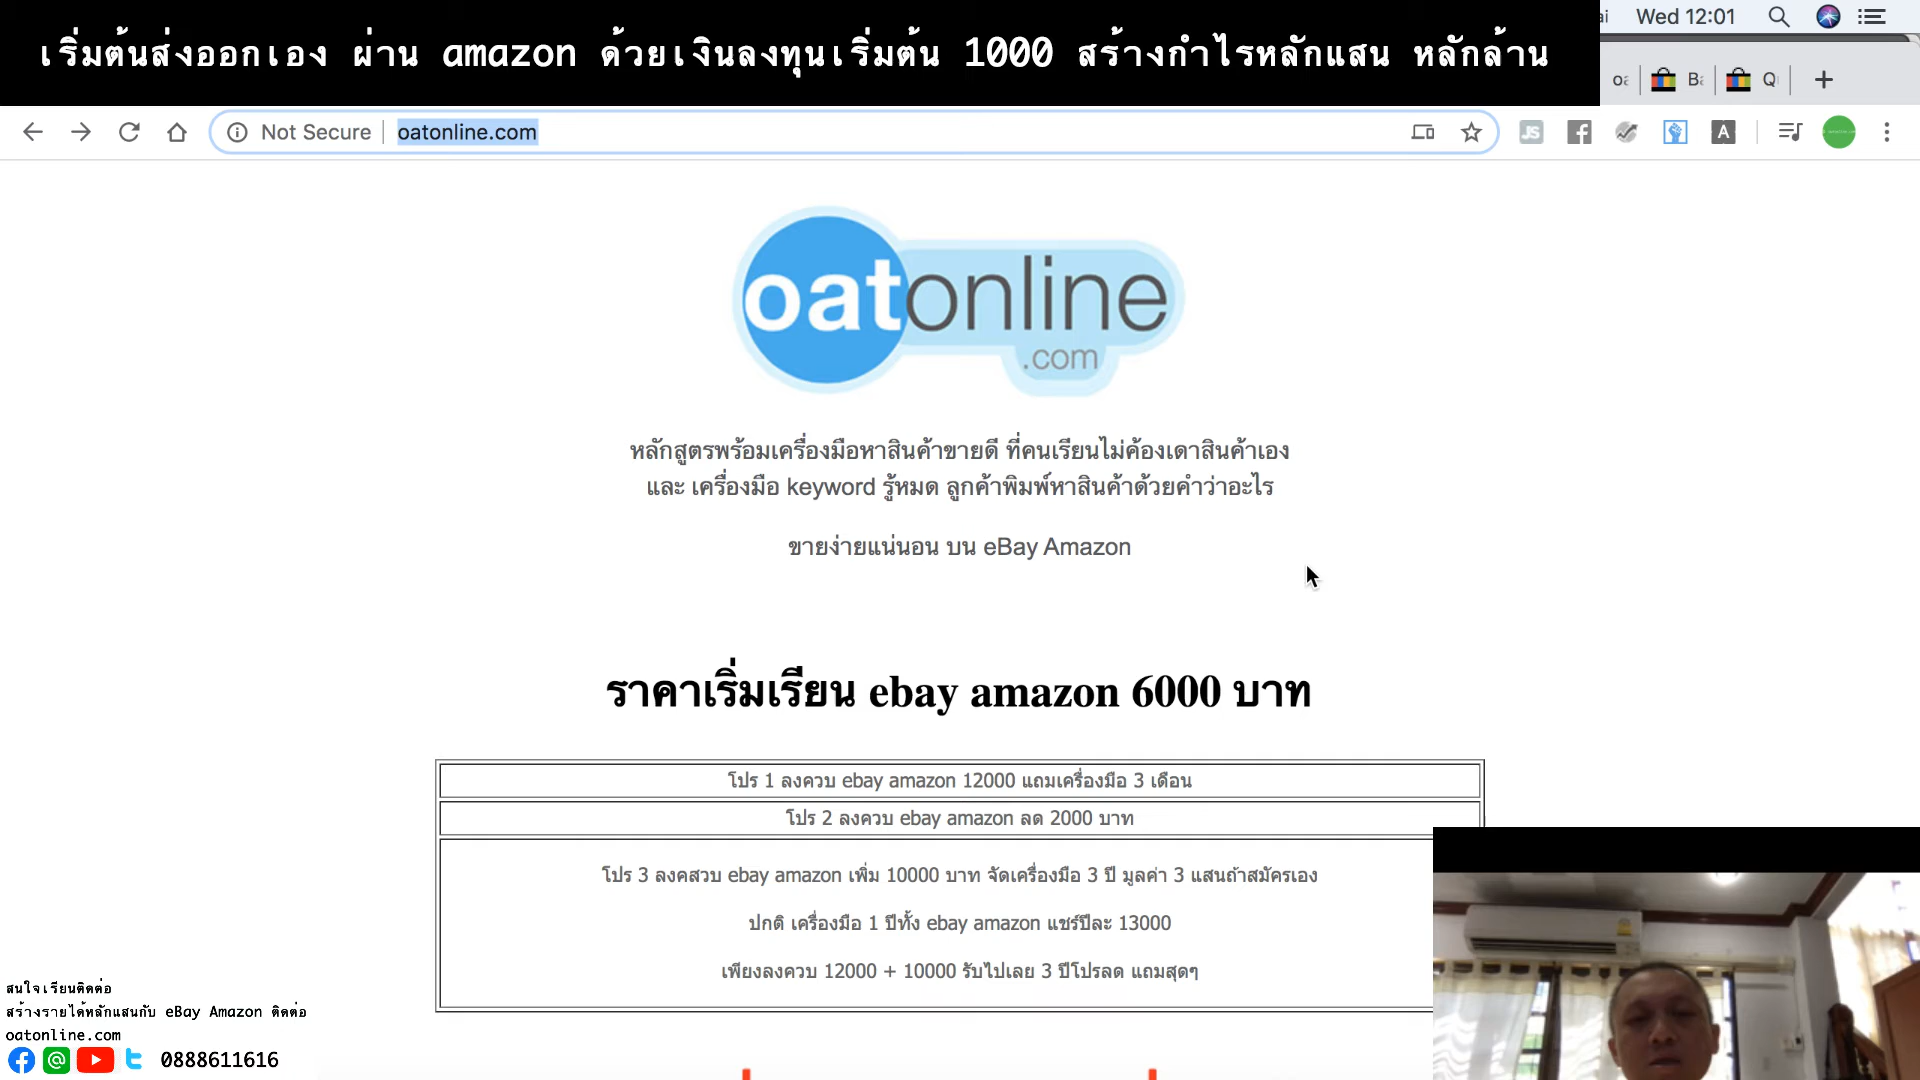 เริ่มต้นส่งออกเอง ผ่าน amazon ด้วยเงินลงทุนเริ่มต้น 1000 สร้างกำไรหลักแสน หลักล้าน
Wed 12:01
Not Secure
oatonline.com
JS
A
oatonline
.com
หลักสูตรพร้อมเครื่องมือหาสินค้าขายดี ที่คนเรียนไม่ค้องเดาสินค้าเอง
และ เครื่องมือ keyword รู้หมด ลูกค้าพิมพ์หาสินค้าด้วยคำว่าอะไร
ขายง่ายแน่นอน บน eBay Amazon
ราคาเริ่มเรียน ebay amazon 6000 บาท
โปร 1 ลงควบ ebay amazon 12000 แถมเครื่องมือ 3 เดือน
โปร 2 ลงควบ ebay amazon ลด 2000 บาท
โปร 3 ลงคสวบ ebay amazon เพิ่ม 10000 บาท จัดเครื่องมือ 3 ปี มูลค่า 3 แสนถ้าสมัครเอง
ปกติ เครื่องมือ 1 ปีทั้ง ebay amazon แชร์ปีละ 13000
เพียงลงควบ 12000 + 10000 รับไปเลย 3 ปีโปรลด แถมสุดๆ
สนใจเรียนติดต่อ
สร้างรายได้หลักแสนกับ eBay Amazon ติดต่อ
oatonline.com
0888611616